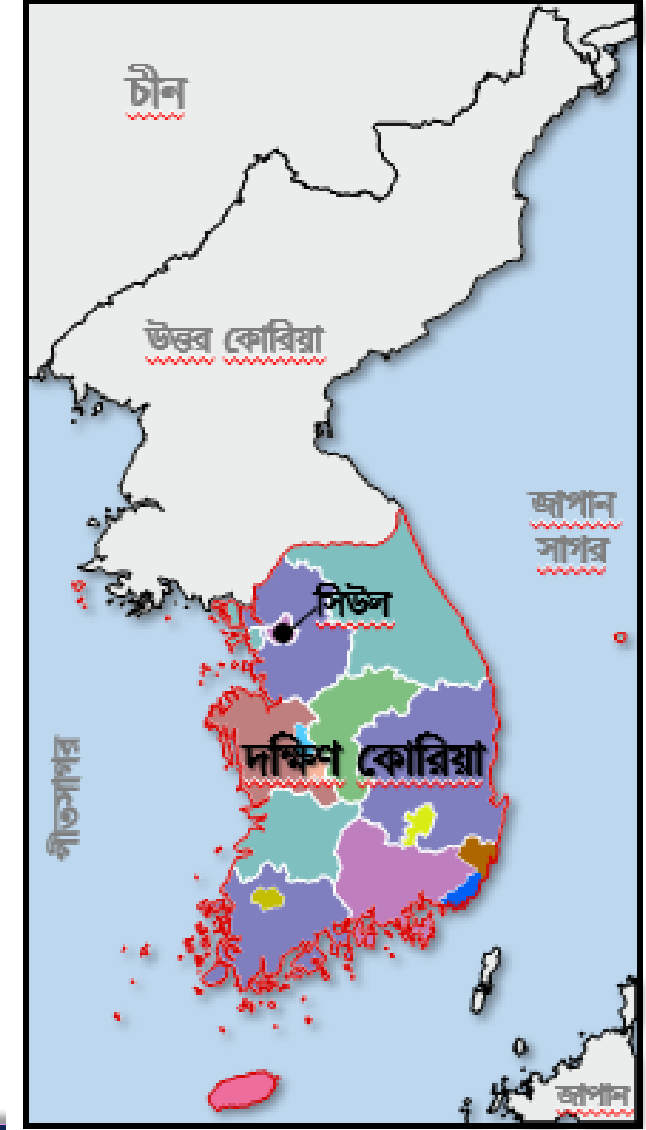 চীন
উত্তর কোরিয়া
জাপান
সাগর
সিউল
দক্ষিণ কোরিয়া
পীতসাগর
জাপান